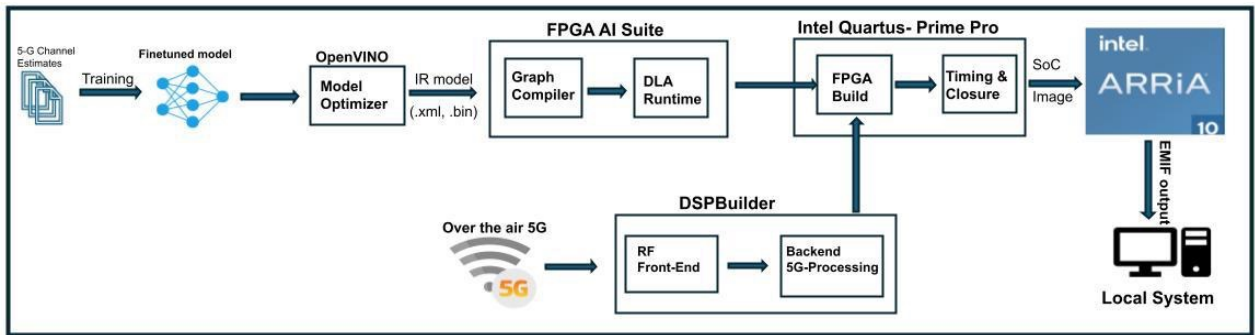 FPGA AI Suite
Intel Quartus- Prime Pro
5-G Channel
Estimates
Training
Finetuned model
OpenVINO
Model
Optimizer
IR model
(.xml, .bin)
Graph
Compiler
DLA
Runtime
FPGA
Build
Timing &
Closure
SoC
Image
intel.
ARRiA
10
EMIF output
DSPBuilder
Over the air 5G
5G
RF
Front-End
Backend
5G-Processing
Local System